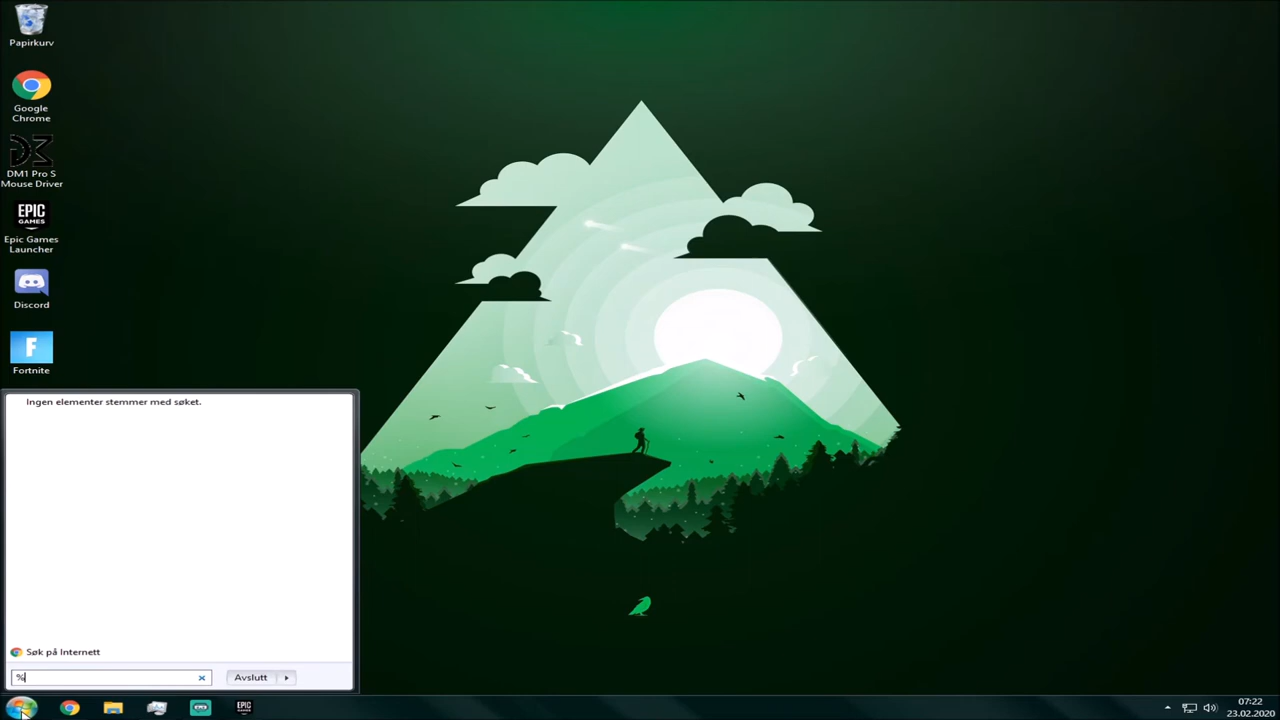 Papirkurv
Google
Chrome
DM1 Pro S
Mouse Driver
EPIC
GAMES
Epic Games
Launcher
Discord
F
Fortnite
Ingen elementer stemmer med søket.
Søk på Internett
%
Avslutt
EPIC
07:22
23.02.2020